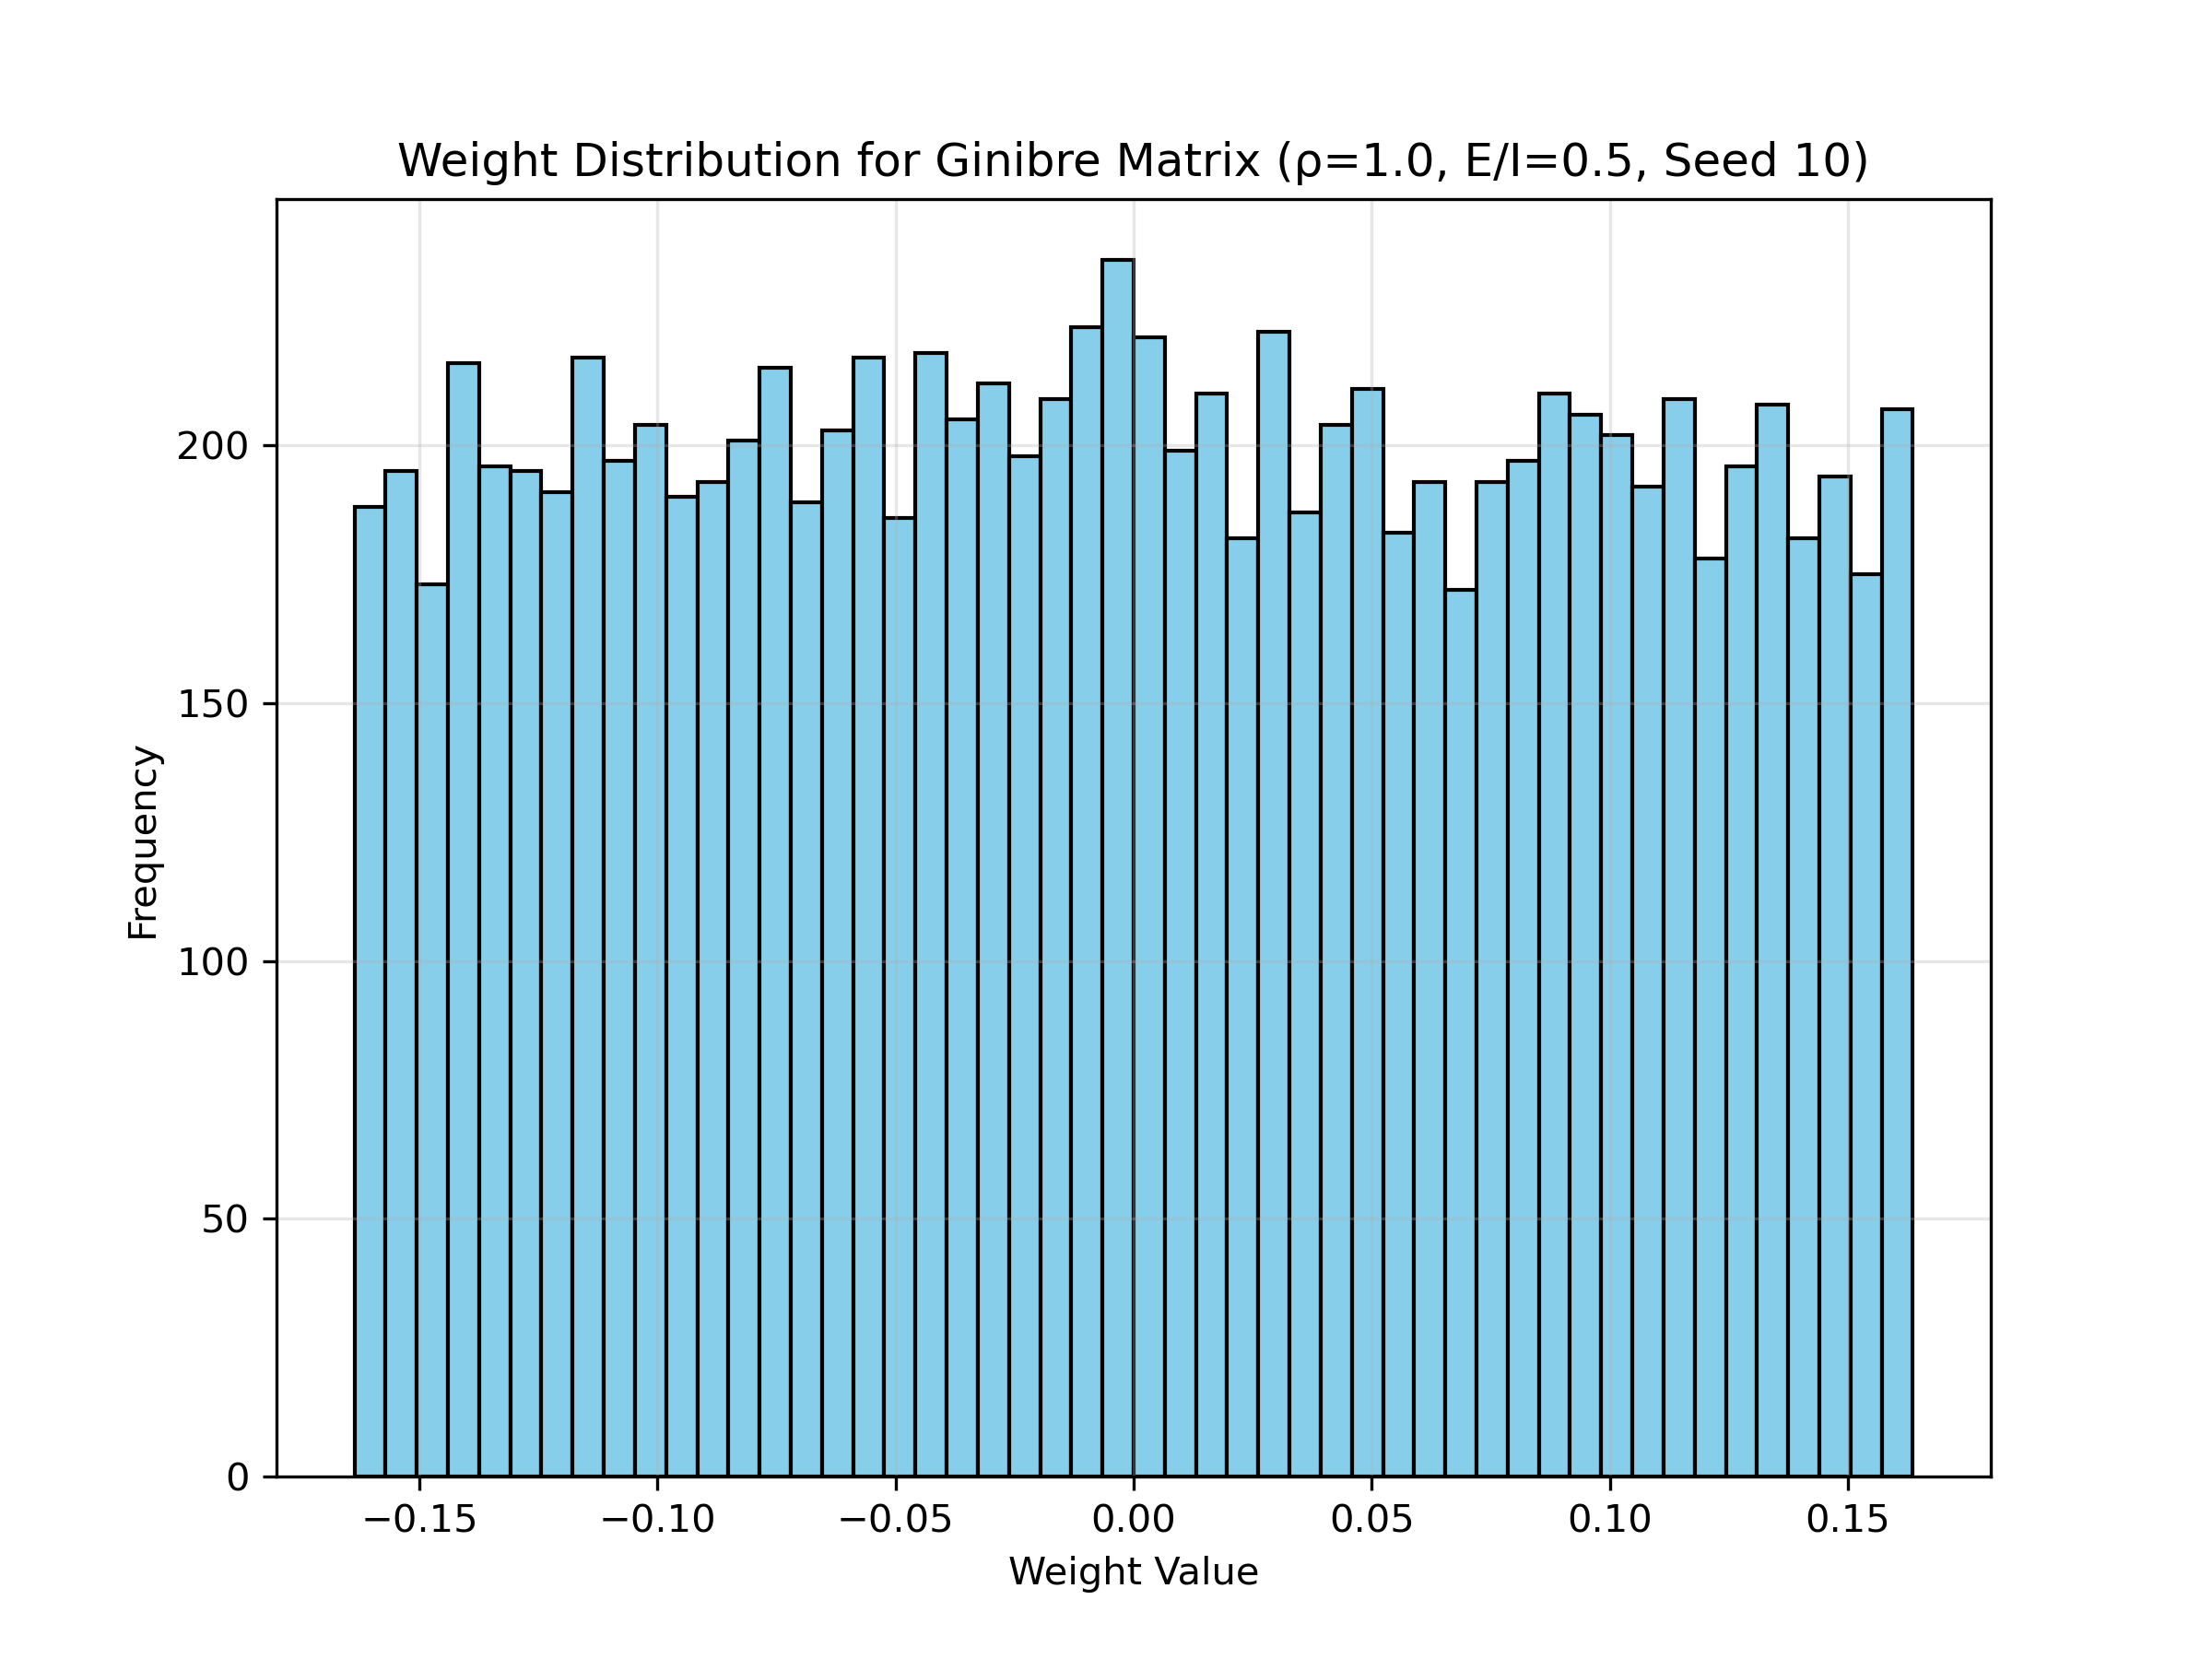 Weight Distribution for Ginibre Matrix (ρ=1.0, E/I=0.5, Seed 10)
200
150
100
50
0
Frequency
−0.15 −0.10 −0.05 0.00 0.05 0.10 0.15
Weight Value